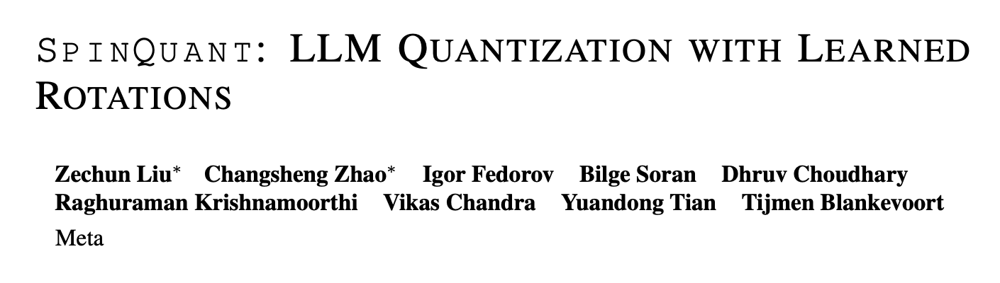 SPINQUANT: LLM QUANTIZATION WITH LEARNED
ROTATIONS
Zechun Liu* Changsheng Zhao* Igor Fedorov Bilge Soran Dhruv Choudhary
Raghuraman Krishnamoorthi Vikas Chandra Yuandong Tian Tijmen Blankevoort
Meta